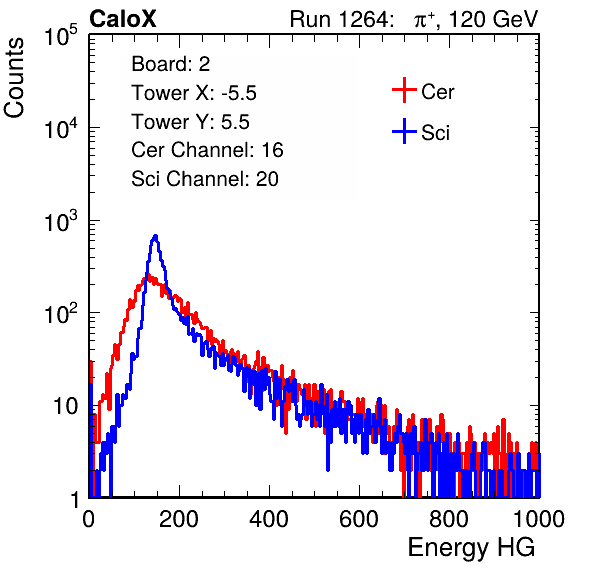 CaloX Run 1264: π⁺, 120 GeV
Counts
10⁵
10⁴
10³
10²
10
1
Board: 2
Tower X: -5.5
Tower Y: 5.5
Cer Channel: 16
Sci Channel: 20
Cer
Sci
0 200 400 600 800 1000
Energy HG